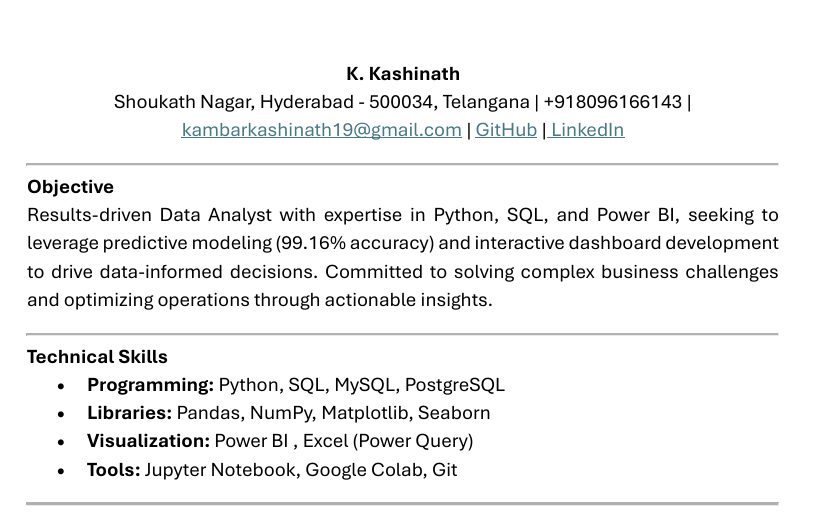 K. Kashinath
Shoukath Nagar, Hyderabad - 500034, Telangana | +918096166143 |
kambarkashinath19@gmail.com | GitHub | LinkedIn
Objective
Results-driven Data Analyst with expertise in Python, SQL, and Power BI, seeking to
leverage predictive modeling (99.16% accuracy) and interactive dashboard development
to drive data-informed decisions. Committed to solving complex business challenges
and optimizing operations through actionable insights.
Technical Skills
• Programming: Python, SQL, MySQL, PostgreSQL
• Libraries: Pandas, NumPy, Matplotlib, Seaborn
• Visualization: Power BI , Excel (Power Query)
• Tools: Jupyter Notebook, Google Colab, Git